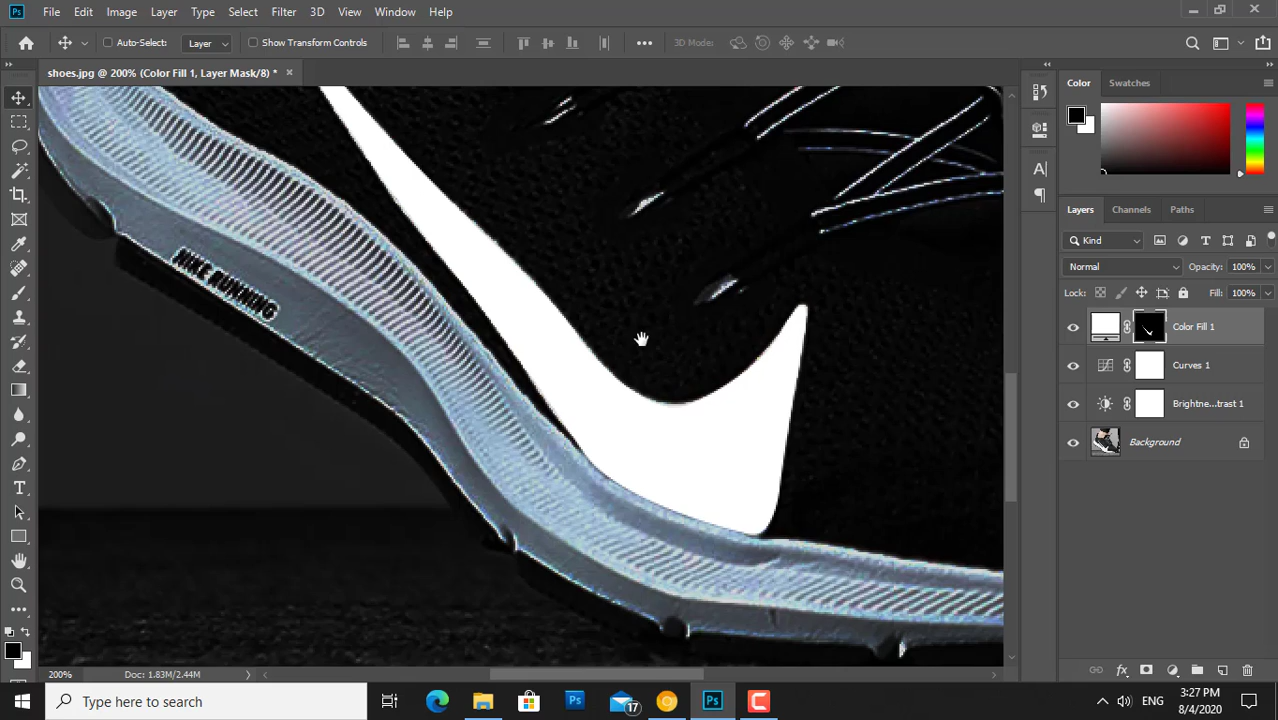 Ps File Edit Image Layer Type Select Filter 3D View Window Help
Auto-Select: Layer Show Transform Controls 3D Mode:
shoes.jpg @ 200% (Color Fill 1, Layer Mask/8) *
Color Swatches
NIKE RUNNING
Layers Channels Paths
Kind
Normal Opacity: 100%
Lock: Fill: 100%
Color Fill 1
Curves 1
Brightne...trast 1
Background
200% Doc: 1.83M/2.44M
Type here to search
Ps
17
Ps
ENG
3:27 PM
8/4/2020